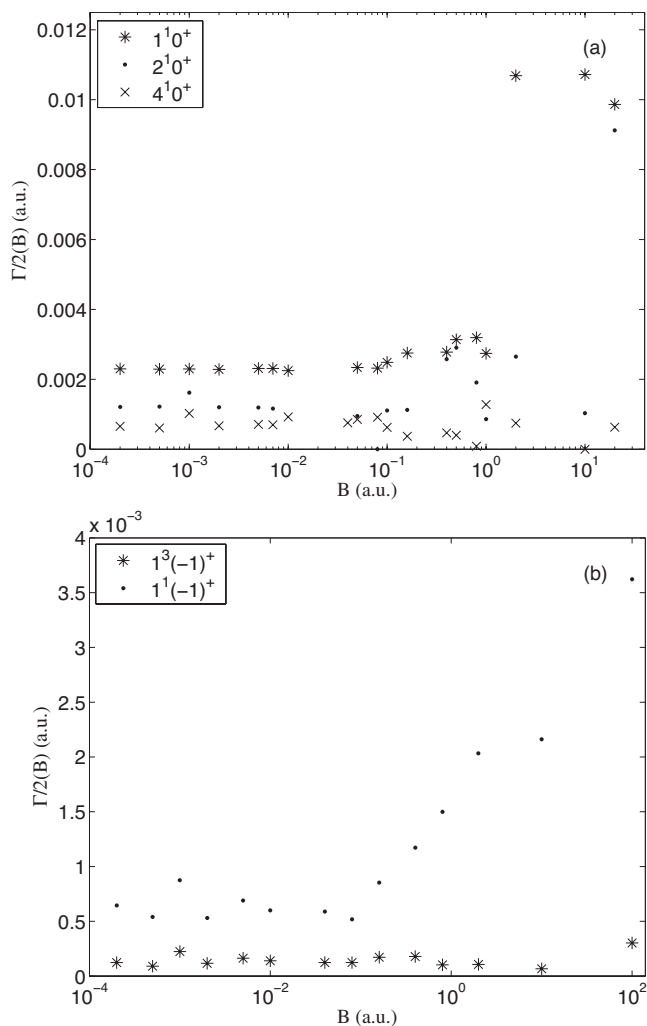 1¹0⁺
2¹0⁺
4¹0⁺
(a)
0.012
0.01
0.008
0.006
0.004
0.002
0
Γ/2(B) (a.u.)
10⁻⁴ 10⁻³ 10⁻² 10⁻¹ 10⁰ 10¹
B (a.u.)
x 10⁻³
1³(−1)⁺
1¹(−1)⁺
(b)
4
3.5
3
2.5
2
1.5
1
0.5
0
Γ/2(B) (a.u.)
10⁻⁴ 10⁻² 10⁰ 10²
B (a.u.)